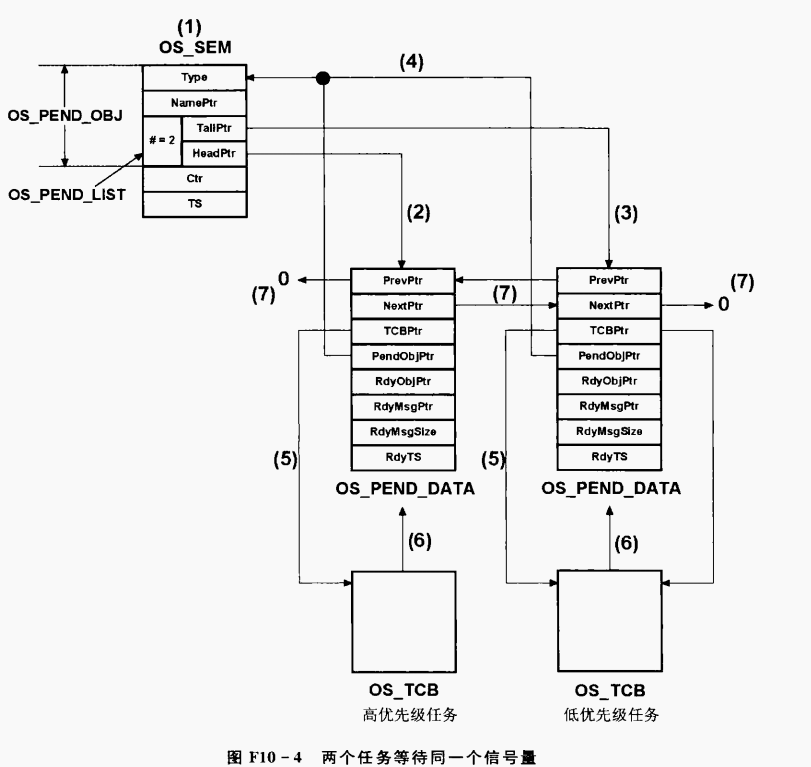 (1)
OS_SEM
(4)
Type
NamePtr
OS_PEND_OBJ
TailPtr
# = 2
HeadPtr
Ctr
OS_PEND_LIST
TS
(2)
(3)
0
PrevPtr
PrevPtr
(7)
(7)
NextPtr
(7)
NextPtr
0
TCBPtr
TCBPtr
PendObjPtr
PendObjPtr
RdyObjPtr
RdyObjPtr
RdyMsgPtr
RdyMsgPtr
RdyMsgSize
RdyMsgSize
(5)
RdyTS
(5)
RdyTS
OS_PEND_DATA
OS_PEND_DATA
(6)
(6)
OS_TCB
OS_TCB
高优先级任务
低优先级任务
图 F10-4 两个任务等待同一个信号量